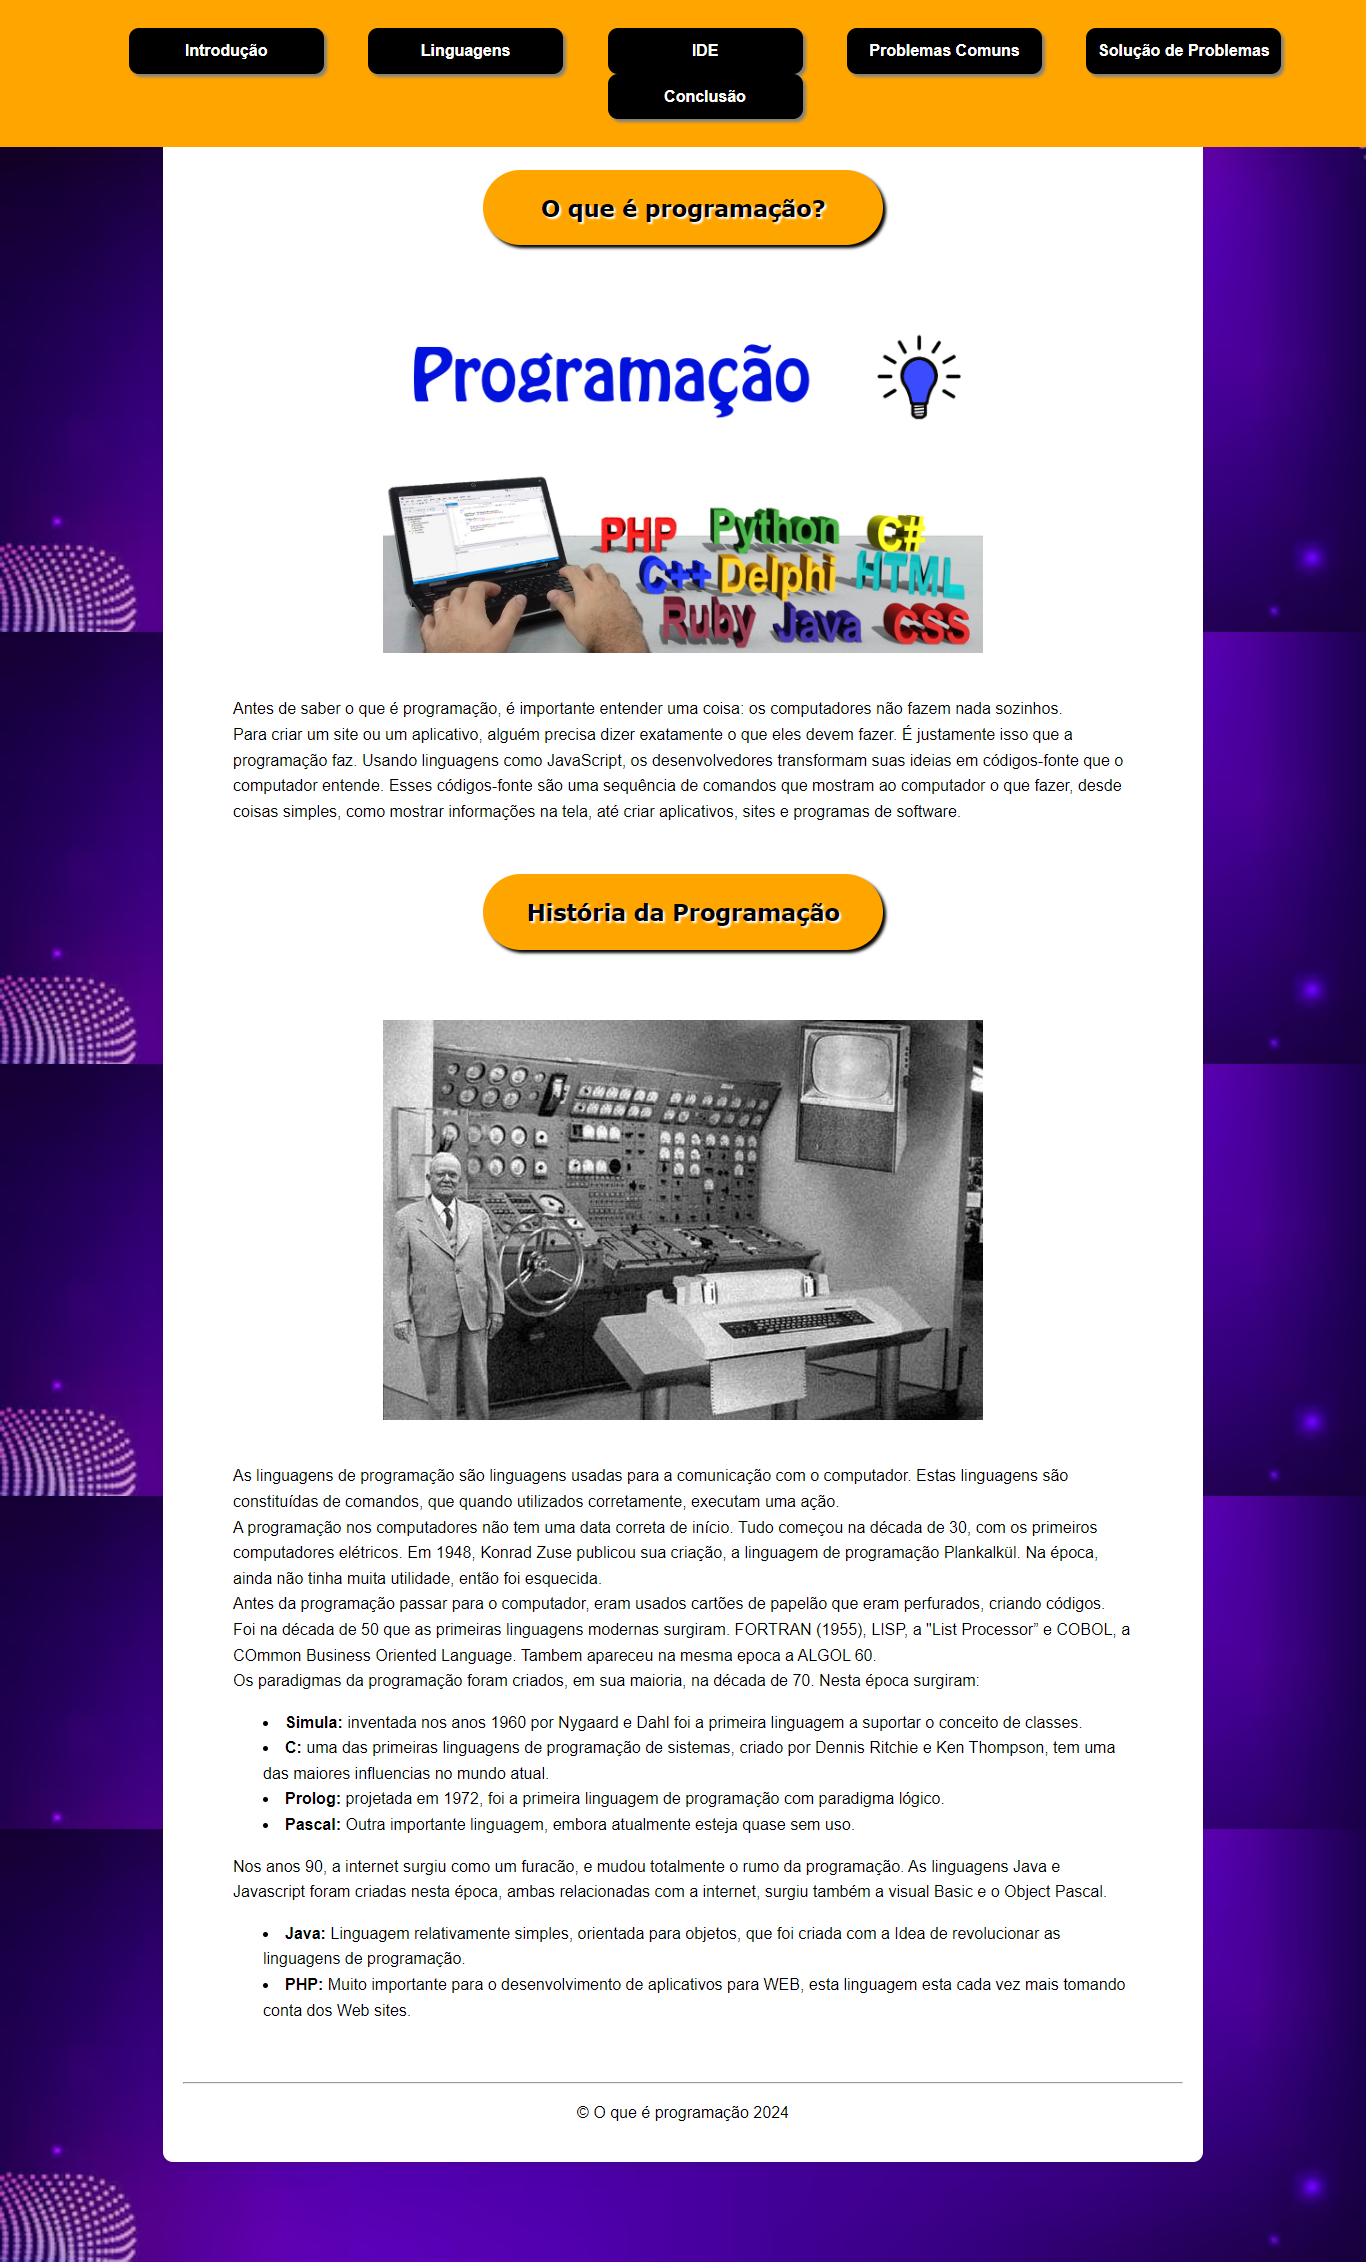 Introdução
Linguagens
IDE
Problemas Comuns
Solução de Problemas
Conclusão
O que é programação?
Programação
PHP
Python
C#
C++
Delphi
HTML
Ruby
Java
CSS
Antes de saber o que é programação, é importante entender uma coisa: os computadores não fazem nada sozinhos.
Para criar um site ou um aplicativo, alguém precisa dizer exatamente o que eles devem fazer. É justamente isso que a
programação faz. Usando linguagens como JavaScript, os desenvolvedores transformam suas ideias em códigos-fonte que o
computador entende. Esses códigos-fonte são uma sequência de comandos que mostram ao computador o que fazer, desde
coisas simples, como mostrar informações na tela, até criar aplicativos, sites e programas de software.
História da Programação
As linguagens de programação são linguagens usadas para a comunicação com o computador. Estas linguagens são
constituídas de comandos, que quando utilizados corretamente, executam uma ação.
A programação nos computadores não tem uma data correta de início. Tudo começou na década de 30, com os primeiros
computadores elétricos. Em 1948, Konrad Zuse publicou sua criação, a linguagem de programação Plankalkül. Na época,
ainda não tinha muita utilidade, então foi esquecida.
Antes da programação passar para o computador, eram usados cartões de papelão que eram perfurados, criando códigos.
Foi na década de 50 que as primeiras linguagens modernas surgiram. FORTRAN (1955), LISP, a "List Processor” e COBOL, a
COmmon Business Oriented Language. Tambem apareceu na mesma epoca a ALGOL 60.
Os paradigmas da programação foram criados, em sua maioria, na década de 70. Nesta época surgiram:
• Simula: inventada nos anos 1960 por Nygaard e Dahl foi a primeira linguagem a suportar o conceito de classes.
• C: uma das primeiras linguagens de programação de sistemas, criado por Dennis Ritchie e Ken Thompson, tem uma
das maiores influencias no mundo atual.
• Prolog: projetada em 1972, foi a primeira linguagem de programação com paradigma lógico.
• Pascal: Outra importante linguagem, embora atualmente esteja quase sem uso.
Nos anos 90, a internet surgiu como um furacão, e mudou totalmente o rumo da programação. As linguagens Java e
Javascript foram criadas nesta época, ambas relacionadas com a internet, surgiu também a visual Basic e o Object Pascal.
• Java: Linguagem relativamente simples, orientada para objetos, que foi criada com a Idea de revolucionar as
linguagens de programação.
• PHP: Muito importante para o desenvolvimento de aplicativos para WEB, esta linguagem esta cada vez mais tomando
conta dos Web sites.
© O que é programação 2024